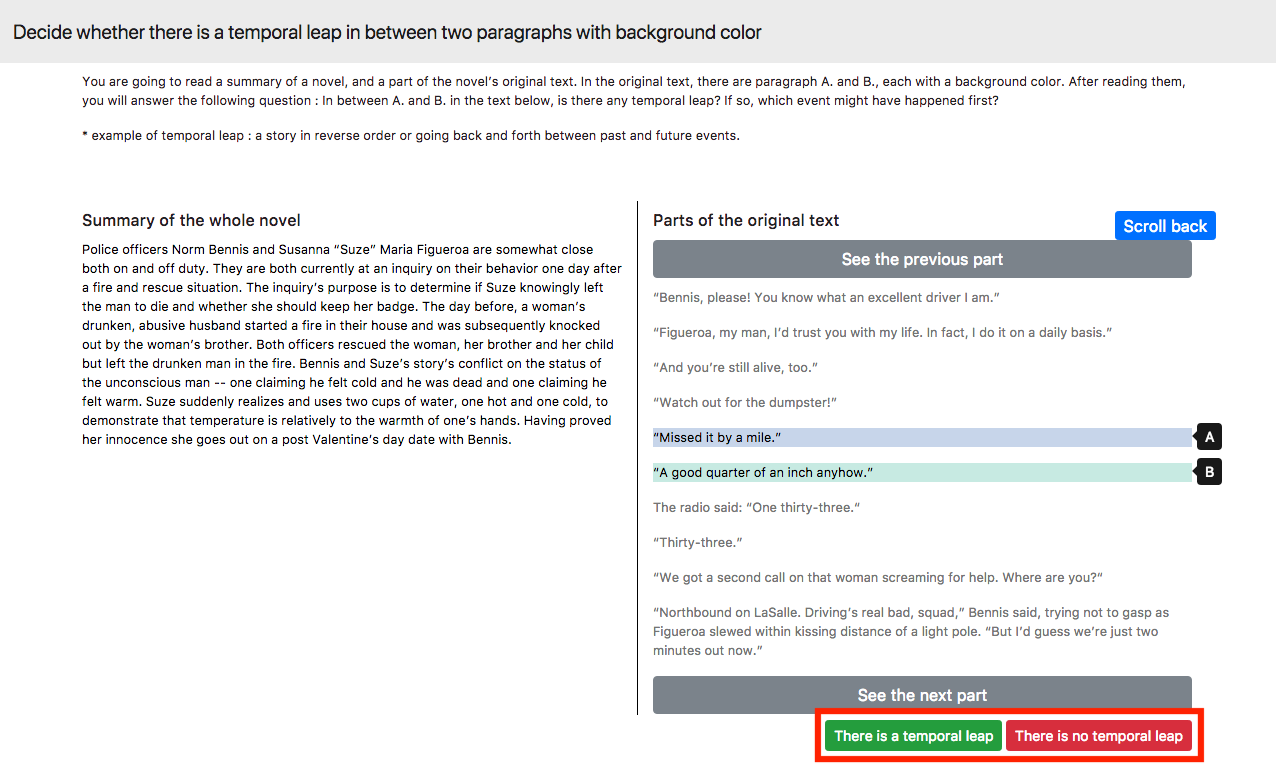 Decide whether there is a temporal leap in between two paragraphs with background color
You are going to read a summary of a novel, and a part of the novel's original text. In the original text, there are paragraph A. and B., each with a background color. After reading them,
you will answer the following question : In between A. and B. in the text below, is there any temporal leap? If so, which event might have happened first?
* example of temporal leap : a story in reverse order or going back and forth between past and future events.
Summary of the whole novel
Police officers Norm Bennis and Susanna “Suze” Maria Figueroa are somewhat close
both on and off duty. They are both currently at an inquiry on their behavior one day after
a fire and rescue situation. The inquiry’s purpose is to determine if Suze knowingly left
the man to die and whether she should keep her badge. The day before, a woman’s
drunken, abusive husband started a fire in their house and was subsequently knocked
out by the woman’s brother. Both officers rescued the woman, her brother and her child
but left the drunken man in the fire. Bennis and Suze’s story’s conflict on the status of
the unconscious man -- one claiming he felt cold and he was dead and one claiming he
felt warm. Suze suddenly realizes and uses two cups of water, one hot and one cold, to
demonstrate that temperature is relatively to the warmth of one’s hands. Having proved
her innocence she goes out on a post Valentine’s day date with Bennis.
Parts of the original text
Scroll back
See the previous part
“Bennis, please! You know what an excellent driver I am.”
“Figueroa, my man, I’d trust you with my life. In fact, I do it on a daily basis.”
“And you’re still alive, too.”
“Watch out for the dumpster!”
“Missed it by a mile.”
A
“A good quarter of an inch anyhow.”
B
The radio said: “One thirty-three.”
“Thirty-three.”
“We got a second call on that woman screaming for help. Where are you?”
“Northbound on LaSalle. Driving’s real bad, squad,” Bennis said, trying not to gasp as
Figueroa slewed within kissing distance of a light pole. “But I’d guess we’re just two
minutes out now.”
See the next part
There is a temporal leap
There is no temporal leap